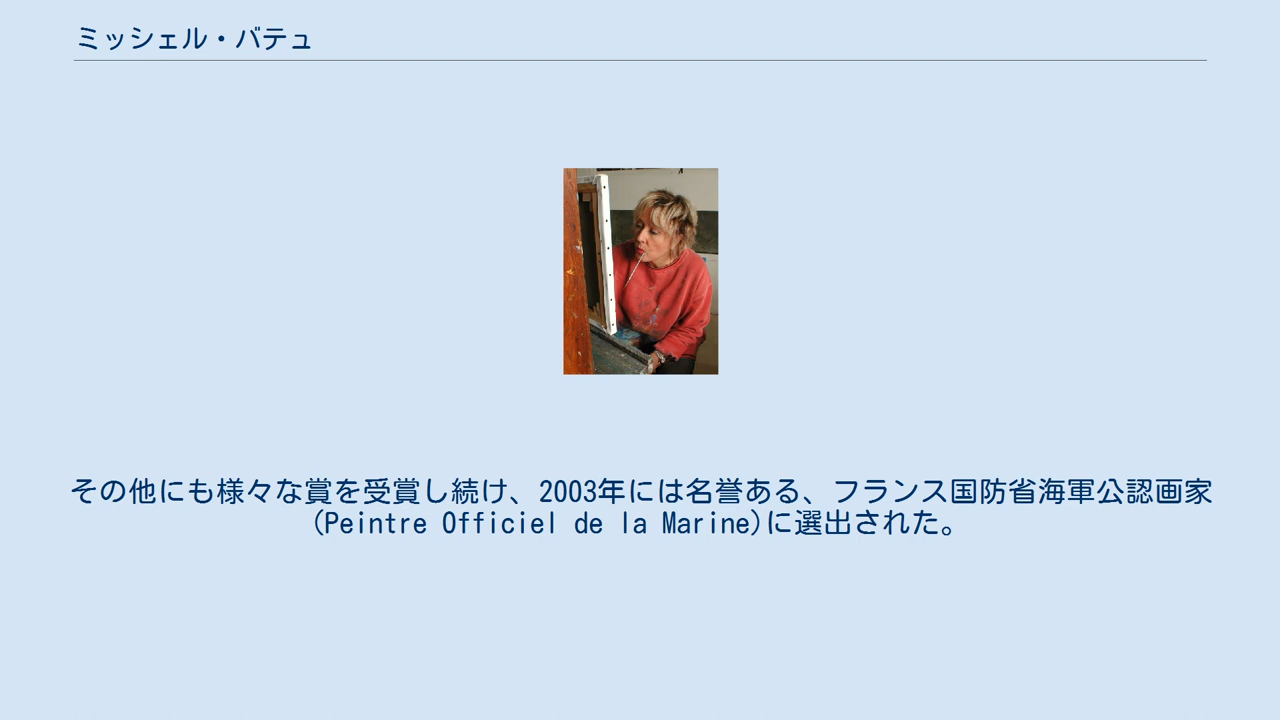 ミッシェル・バテュ
その他にも様々な賞を受賞し続け、2003年には名誉ある、フランス国防省海軍公認画家
(Peintre Officiel de la Marine)に選出された。